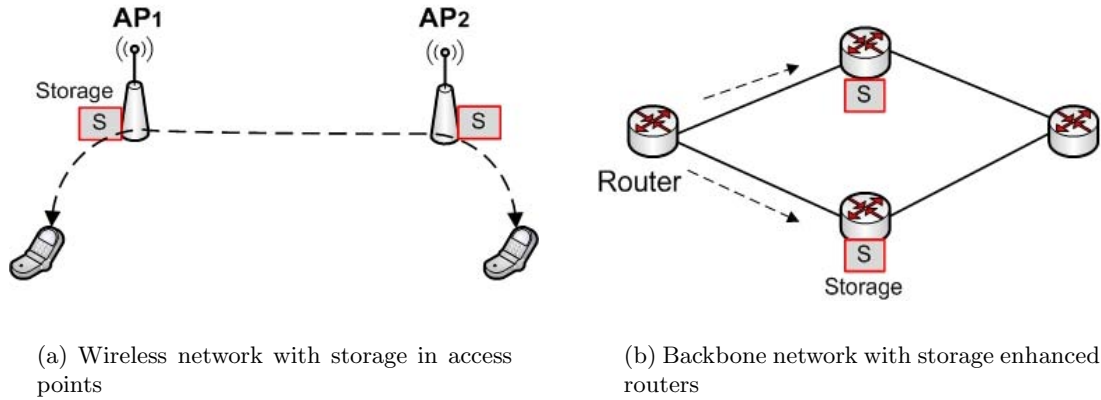 AP1
AP2
Storage
S
S
S
Router
S
Storage
(a) Wireless network with storage in access
points
(b) Backbone network with storage enhanced
routers